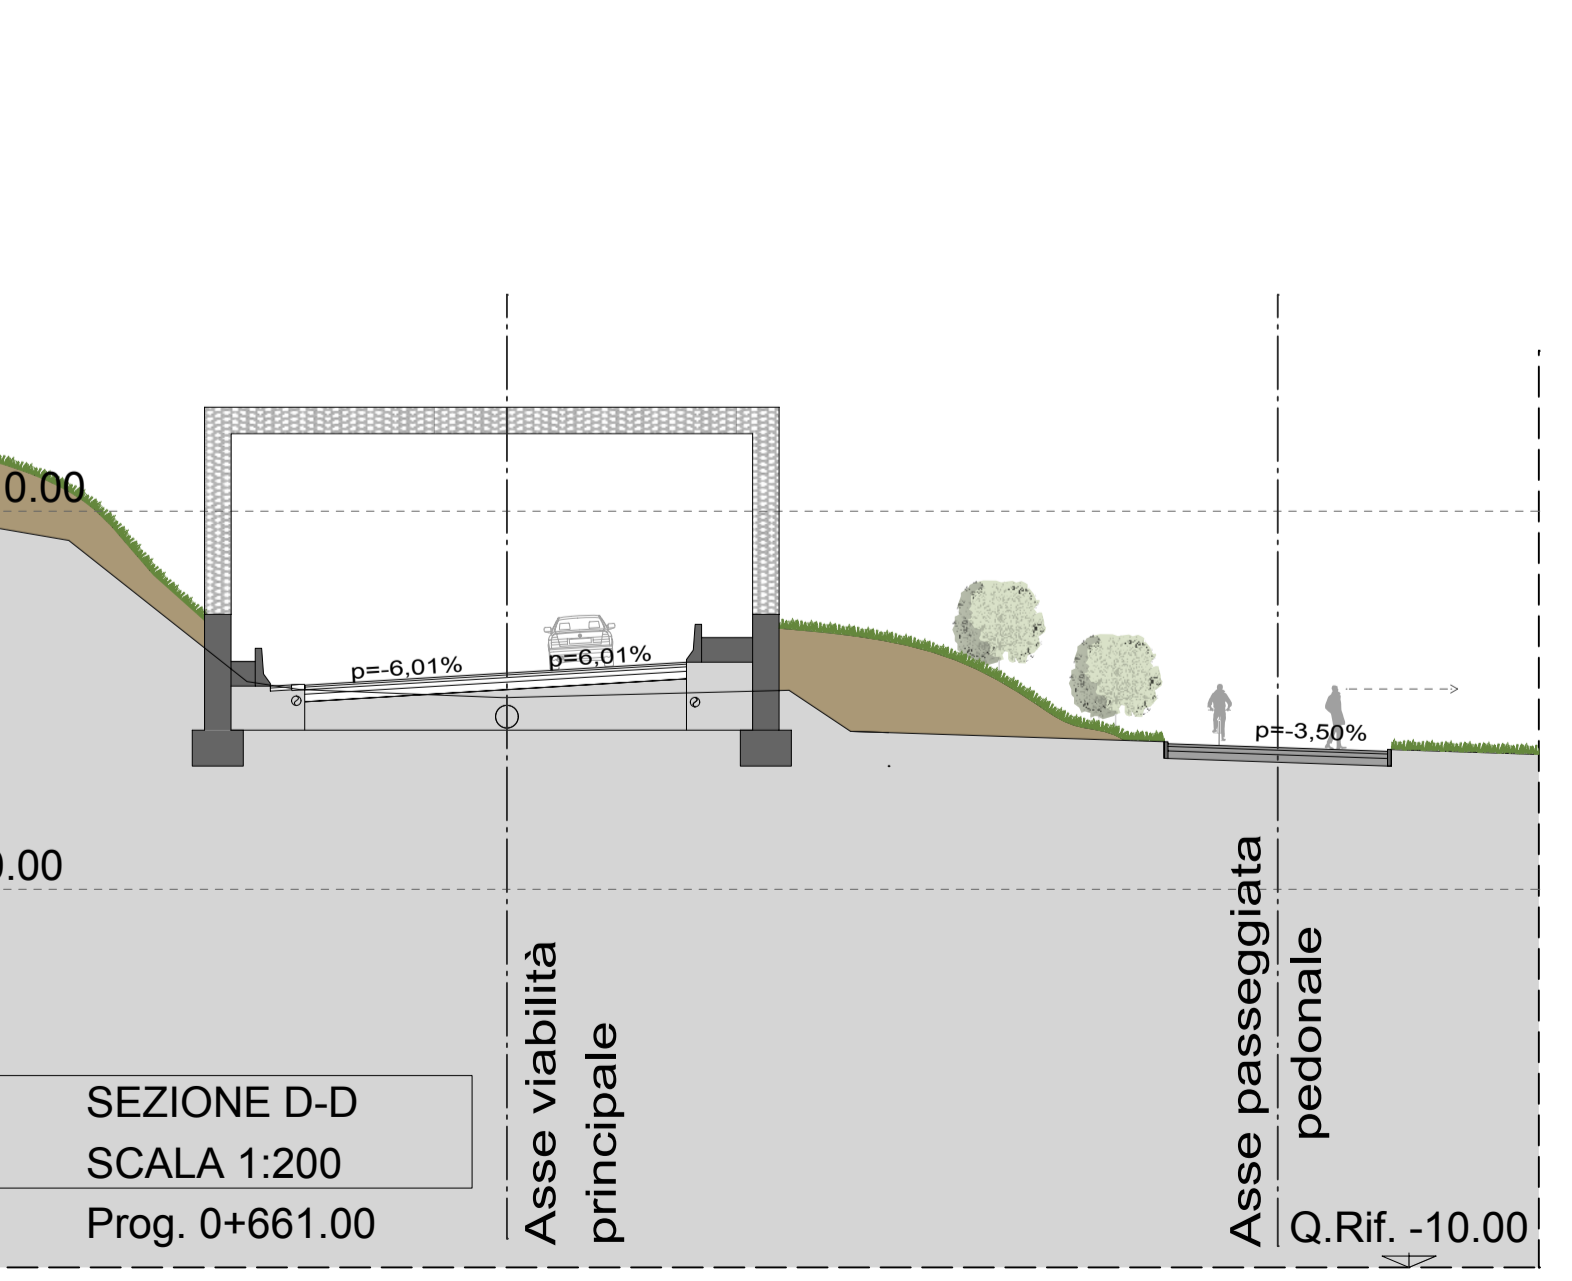 0.00
p=-6,01%
p=6,01%
p=-3,50%
0.00
Asse viabilità
principale
Asse passeggiata
pedonale
SEZIONE D-D
SCALA 1:200
Prog. 0+661.00
Q.Rif. -10.00